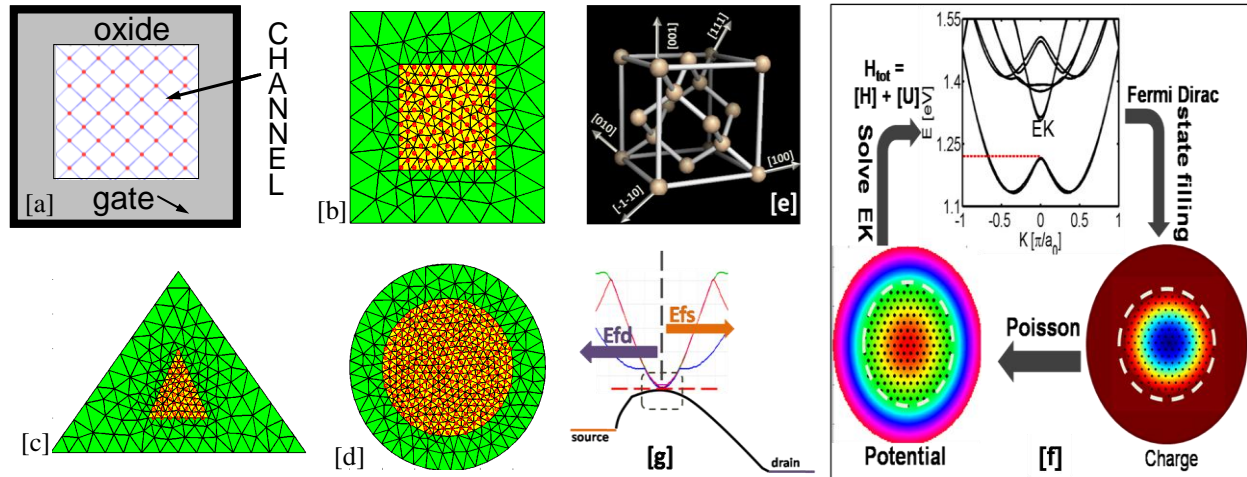 oxide
CHANNEL
gate
[a]
[b]
[001]
[111]
[010]
[100]
[-1-10]
[e]
[c]
[d]
Efs
Efd
source
drain
[g]
H_tot =
[H] + [U]
Solve EK
E [eV]
1.55
1.4
1.25
1.1
EK
-1 -0.5 0 0.5 1
K [π/a₀]
Fermi Dirac
state filling
Poisson
Potential
[f]
Charge